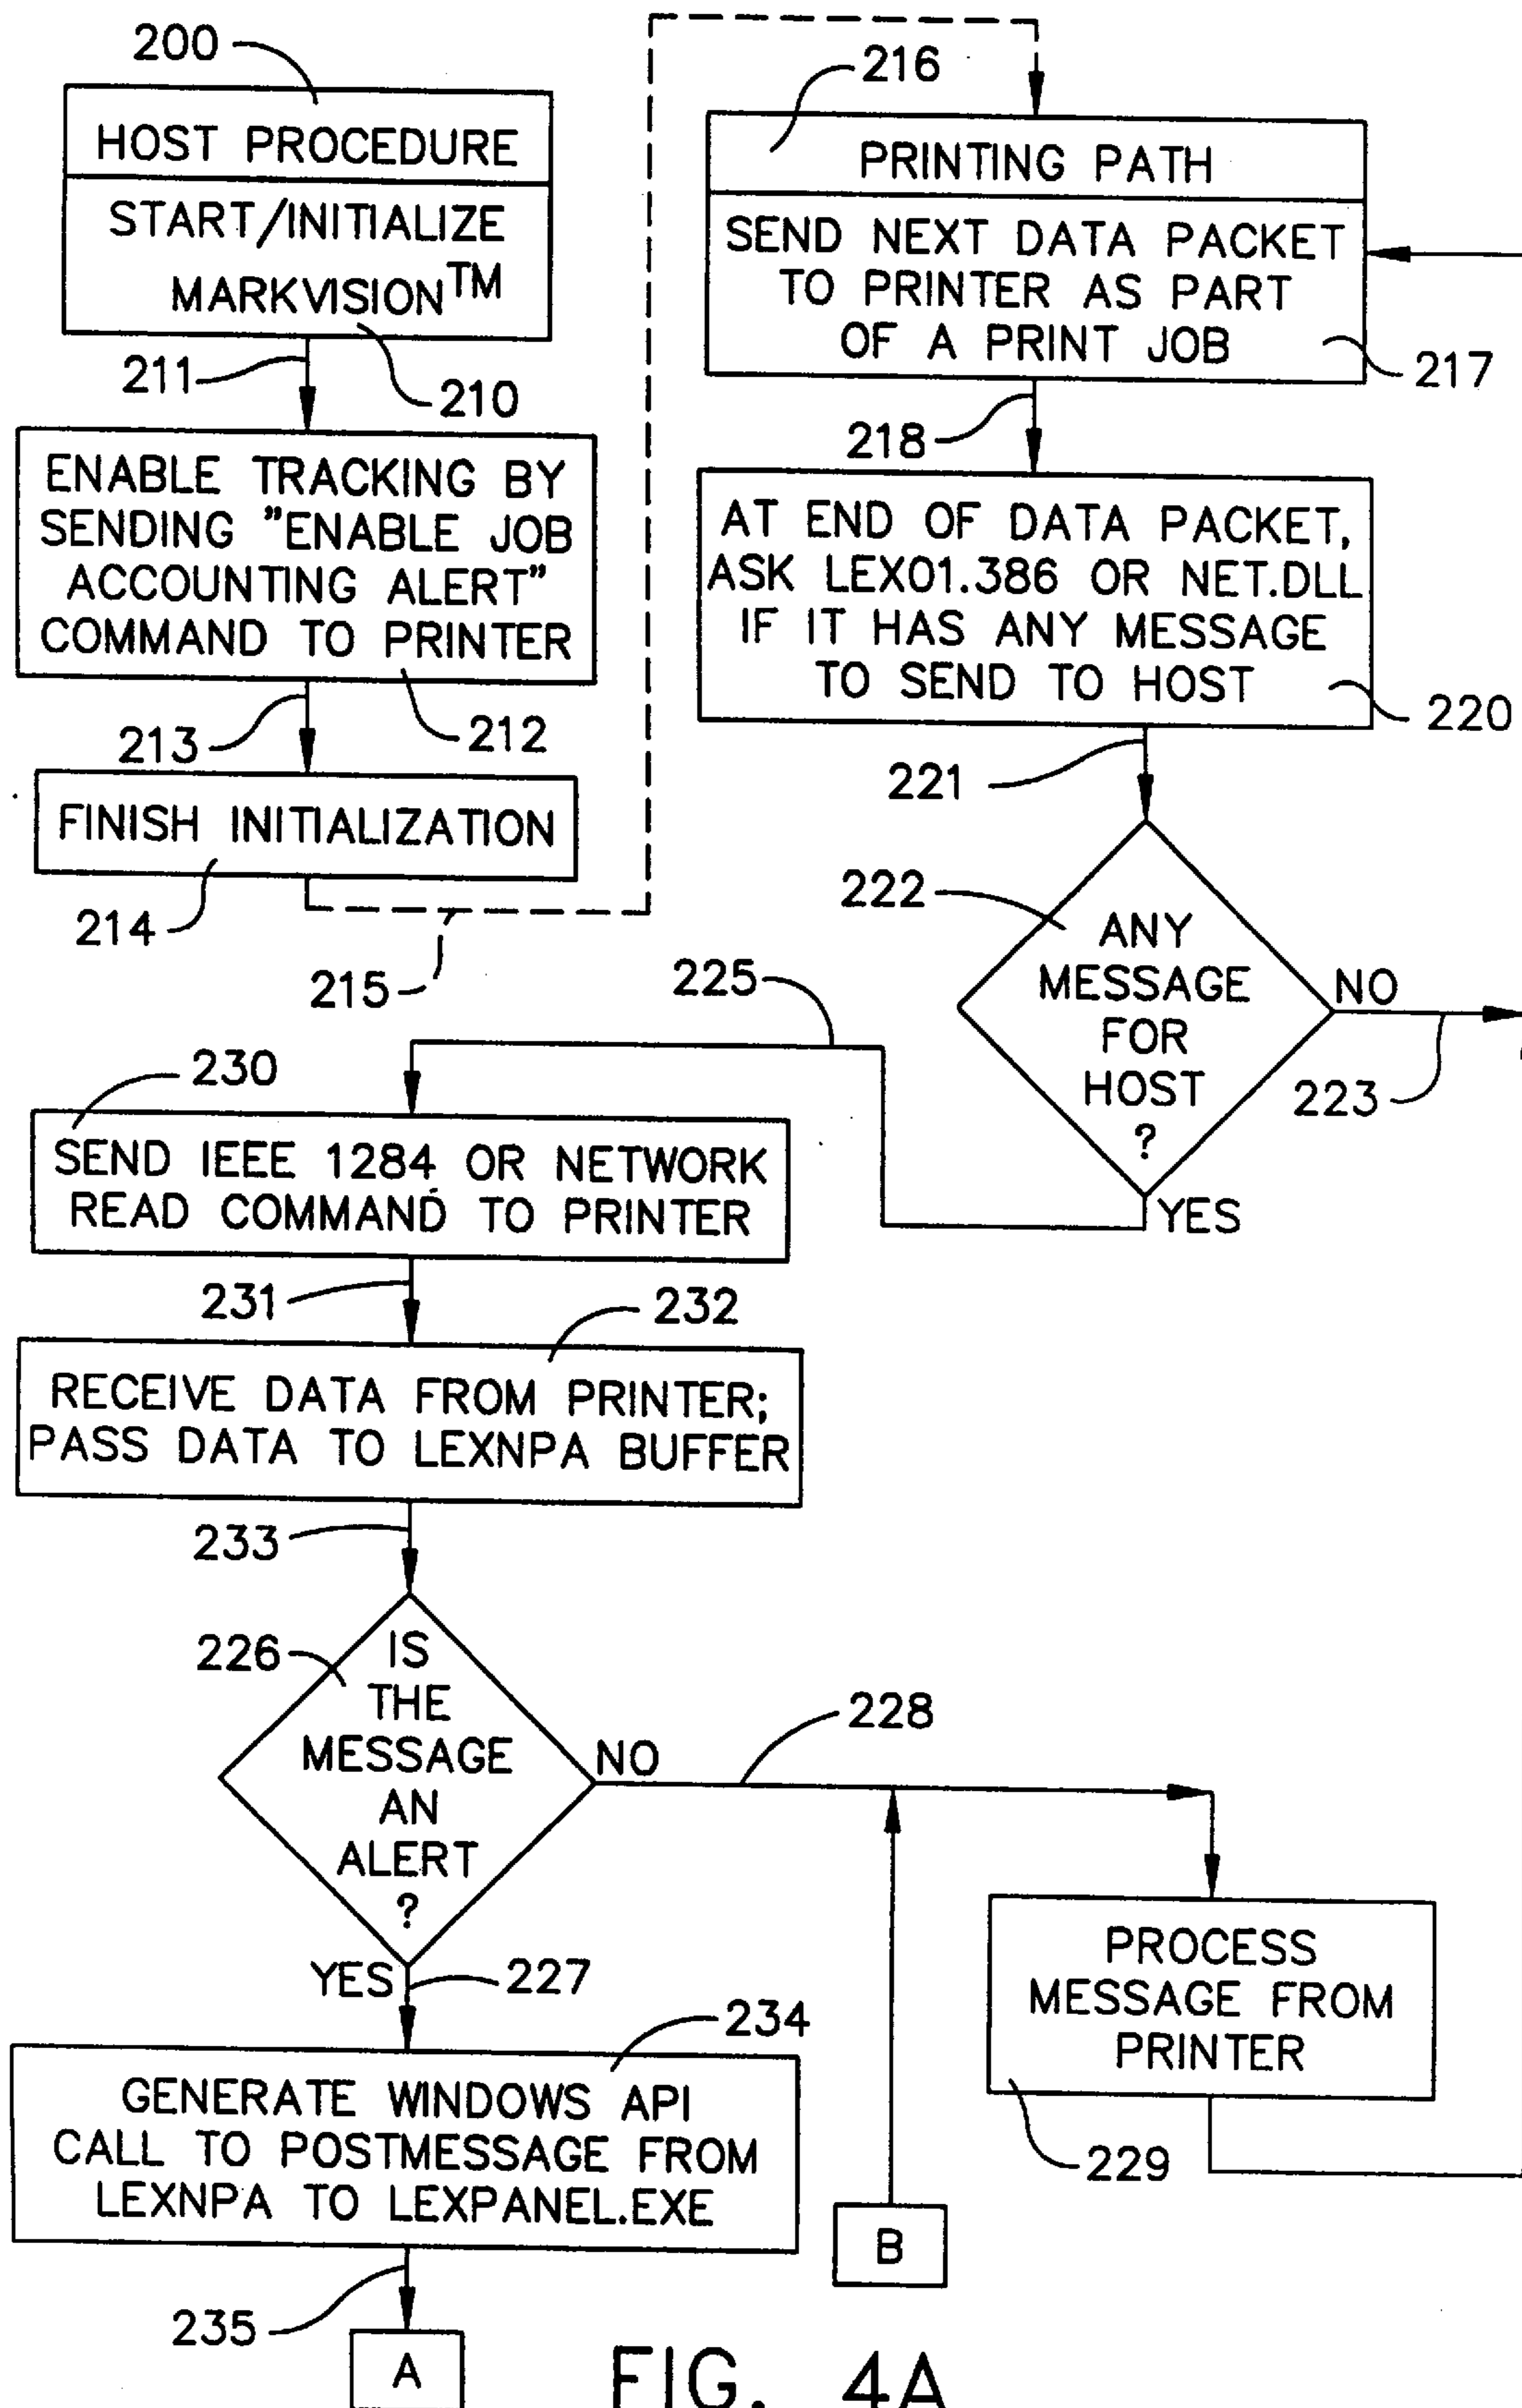 200
HOST PROCEDURE
START/INITIALIZE
MARKVISION™
211
210
ENABLE TRACKING BY
SENDING "ENABLE JOB
ACCOUNTING ALERT"
COMMAND TO PRINTER
213
212
FINISH INITIALIZATION
214
215
216
PRINTING PATH
SEND NEXT DATA PACKET
TO PRINTER AS PART
OF A PRINT JOB
217
218
AT END OF DATA PACKET,
ASK LEX01.386 OR NET.DLL
IF IT HAS ANY MESSAGE
TO SEND TO HOST
220
221
222
ANY
MESSAGE
FOR
HOST
?
NO
223
YES
225
230
SEND IEEE 1284 OR NETWORK
READ COMMAND TO PRINTER
231
232
RECEIVE DATA FROM PRINTER;
PASS DATA TO LEXNPA BUFFER
233
226
IS
THE
MESSAGE
AN
ALERT
?
NO
228
YES
227
PROCESS
MESSAGE FROM
PRINTER
229
234
GENERATE WINDOWS API
CALL TO POSTMESSAGE FROM
LEXNPA TO LEXPANEL.EXE
B
235
A
FIG. 4A